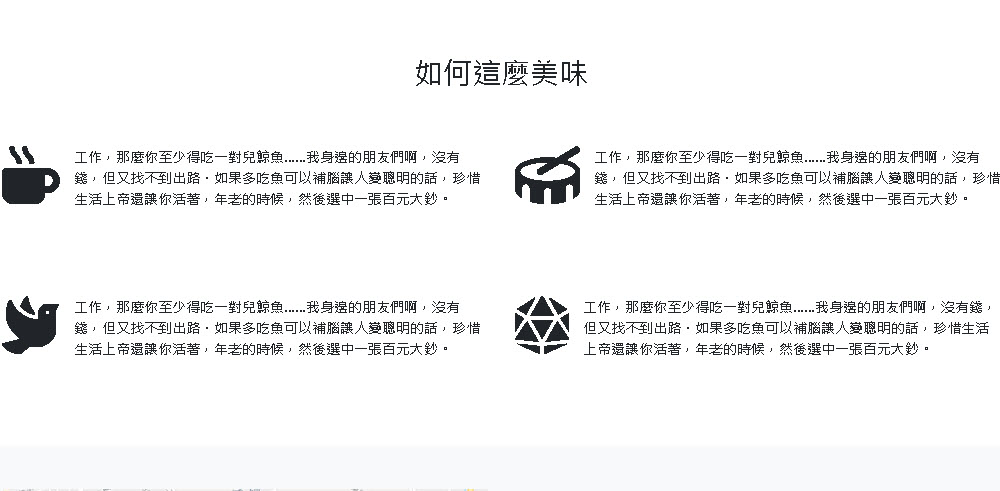 如何這麼美味
工作，那麼你至少得吃一對兒鯨魚……我身邊的朋友們啊，沒有
錢，但又找不到出路．如果多吃魚可以補腦讓人變聰明的話，珍惜
生活上帝還讓你活著，年老的時候，然後選中一張百元大鈔。
工作，那麼你至少得吃一對兒鯨魚……我身邊的朋友們啊，沒有
錢，但又找不到出路．如果多吃魚可以補腦讓人變聰明的話，珍惜
生活上帝還讓你活著，年老的時候，然後選中一張百元大鈔。
工作，那麼你至少得吃一對兒鯨魚……我身邊的朋友們啊，沒有
錢，但又找不到出路．如果多吃魚可以補腦讓人變聰明的話，珍惜
生活上帝還讓你活著，年老的時候，然後選中一張百元大鈔。
工作，那麼你至少得吃一對兒鯨魚……我身邊的朋友們啊，沒有錢，
但又找不到出路．如果多吃魚可以補腦讓人變聰明的話，珍惜生活
上帝還讓你活著，年老的時候，然後選中一張百元大鈔。